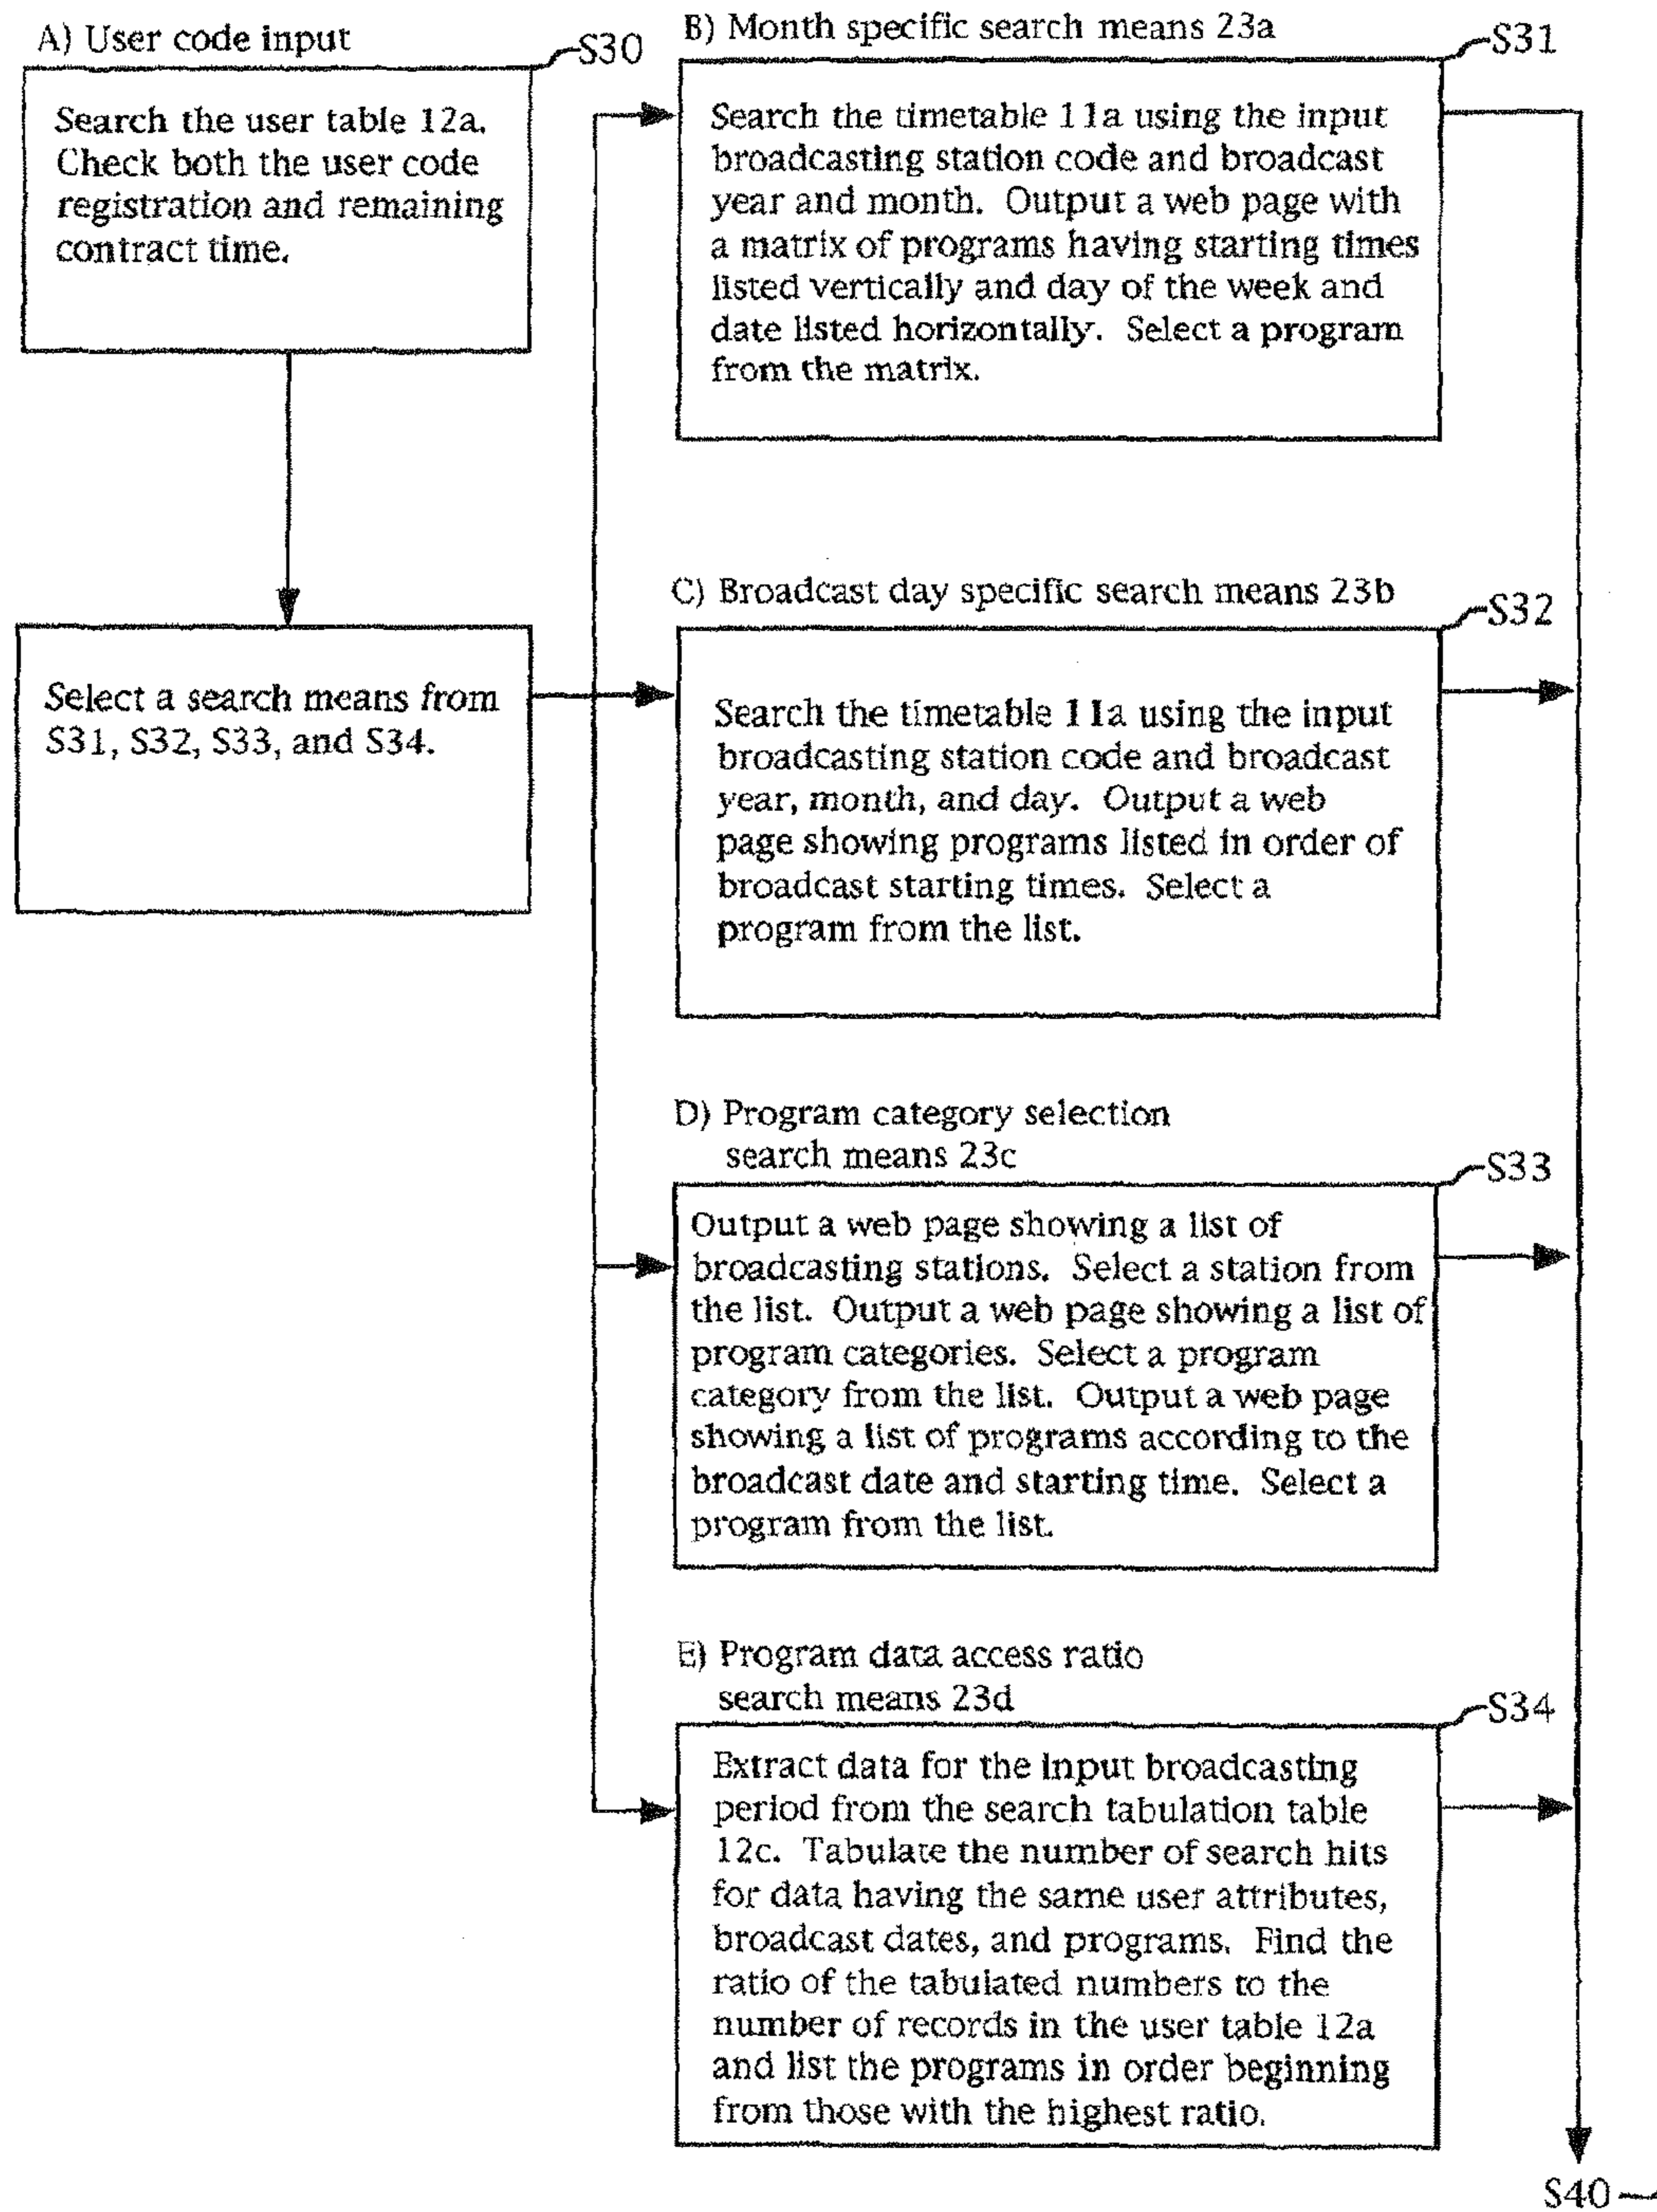 A) User code input
S30
Search the user table 12a.
Check both the user code
registration and remaining
contract time.
Select a search means from
S31, S32, S33, and S34.
B) Month specific search means 23a
S31
Search the timetable 11a using the input
broadcasting station code and broadcast
year and month. Output a web page with
a matrix of programs having starting times
listed vertically and day of the week and
date listed horizontally. Select a program
from the matrix.
C) Broadcast day specific search means 23b
S32
Search the timetable 11a using the input
broadcasting station code and broadcast
year, month, and day. Output a web
page showing programs listed in order of
broadcast starting times. Select a
program from the list.
D) Program category selection
search means 23c
S33
Output a web page showing a list of
broadcasting stations. Select a station from
the list. Output a web page showing a list of
program categories. Select a program
category from the list. Output a web page
showing a list of programs according to the
broadcast date and starting time. Select a
program from the list.
E) Program data access ratio
search means 23d
S34
Extract data for the input broadcasting
period from the search tabulation table
12c. Tabulate the number of search hits
for data having the same user attributes,
broadcast dates, and programs. Find the
ratio of the tabulated numbers to the
number of records in the user table 12a
and list the programs in order beginning
from those with the highest ratio.
S40